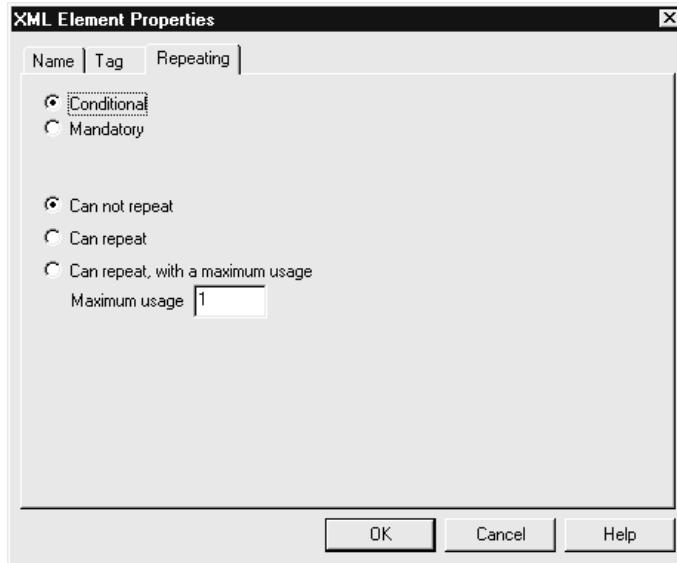 XML Element Properties
Name Tag Repeating
Conditional
Mandatory
Can not repeat
Can repeat
Can repeat, with a maximum usage
Maximum usage 1
OK Cancel Help